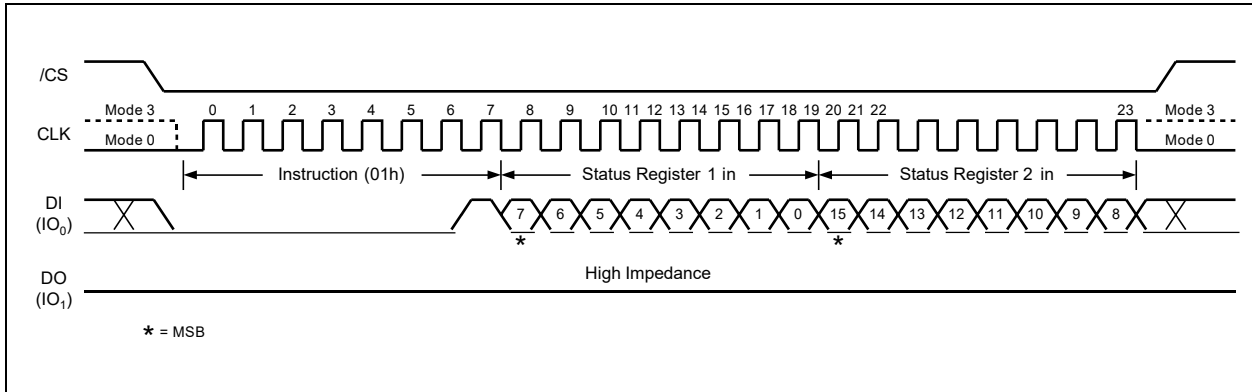 /CS
Mode 3 0 1 2 3 4 5 6 7 8 9 10 11 12 13 14 15 16 17 18 19 20 21 22 23 Mode 3
CLK Mode 0 Mode 0
Instruction (01h) Status Register 1 in Status Register 2 in
DI
(IO0) 7 6 5 4 3 2 1 0 15 14 13 12 11 10 9 8
* *
High Impedance
DO
(IO1)
* = MSB